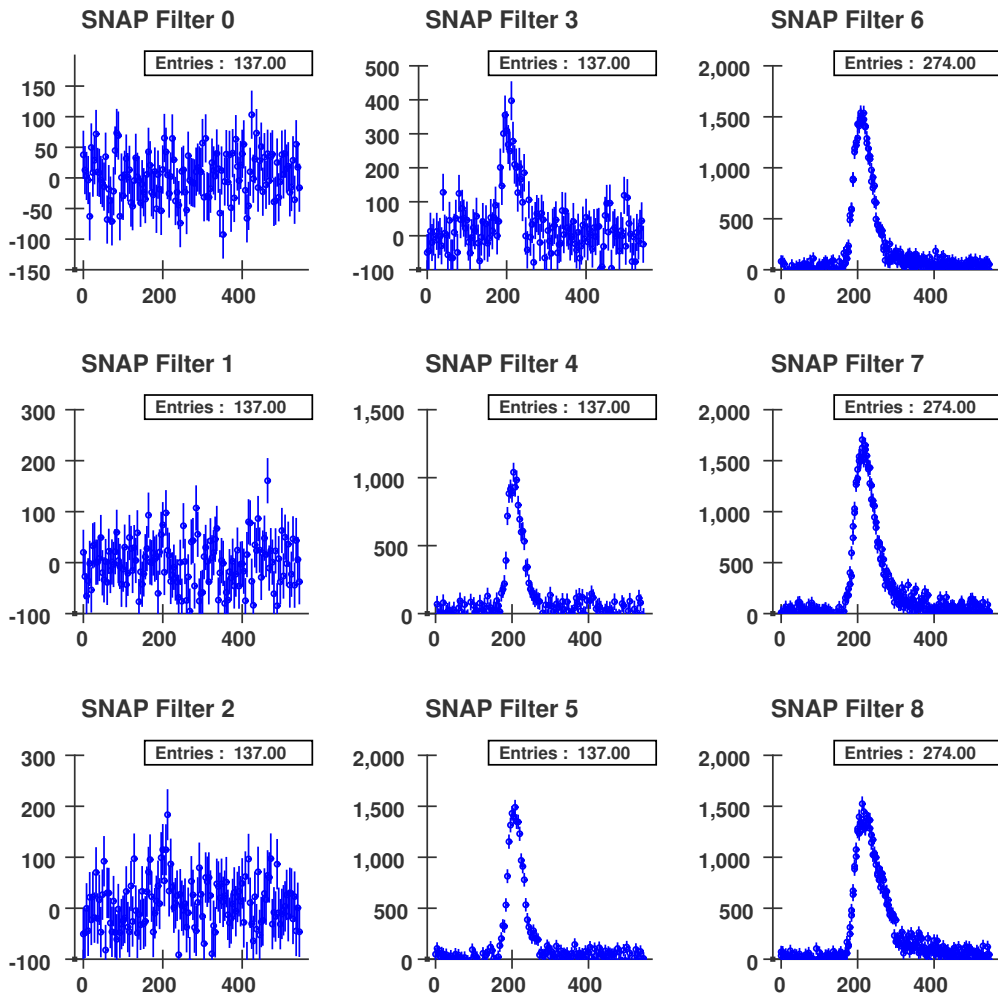 SNAP Filter 0
Entries : 137.00
150
100
50
0
-50
-100
-150
0 200 400
SNAP Filter 3
Entries : 137.00
500
400
300
200
100
0
-100
0 200 400
SNAP Filter 6
Entries : 274.00
2,000
1,500
1,000
500
0
0 200 400
SNAP Filter 1
Entries : 137.00
300
200
100
0
-100
0 200 400
SNAP Filter 4
Entries : 137.00
1,500
1,000
500
0
0 200 400
SNAP Filter 7
Entries : 274.00
2,000
1,500
1,000
500
0
0 200 400
SNAP Filter 2
Entries : 137.00
300
200
100
0
-100
0 200 400
SNAP Filter 5
Entries : 137.00
2,000
1,500
1,000
500
0
0 200 400
SNAP Filter 8
Entries : 274.00
2,000
1,500
1,000
500
0
0 200 400